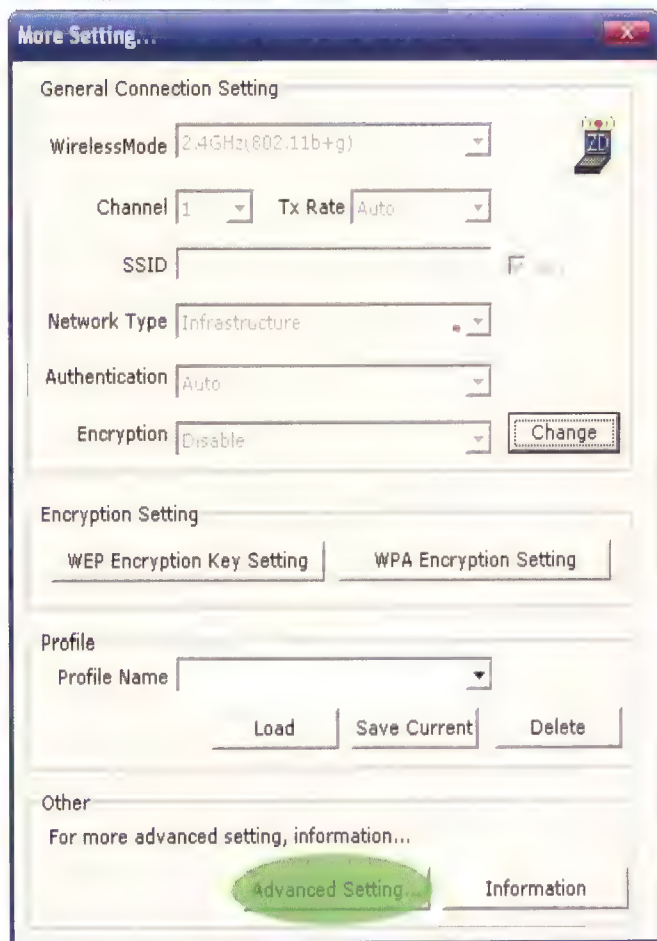 More Setting...
General Connection Setting
ZD
WirelessMode 2.4GHz(802.11b+g)
Channel 1 Tx Rate Auto
SSID
Network Type Infrastructure
Authentication Auto
Encryption Disable Change
Encryption Setting
WEP Encryption Key Setting WPA Encryption Setting
Profile
Profile Name
Load Save Current Delete
Other
For more advanced setting, information...
Advanced Setting... Information